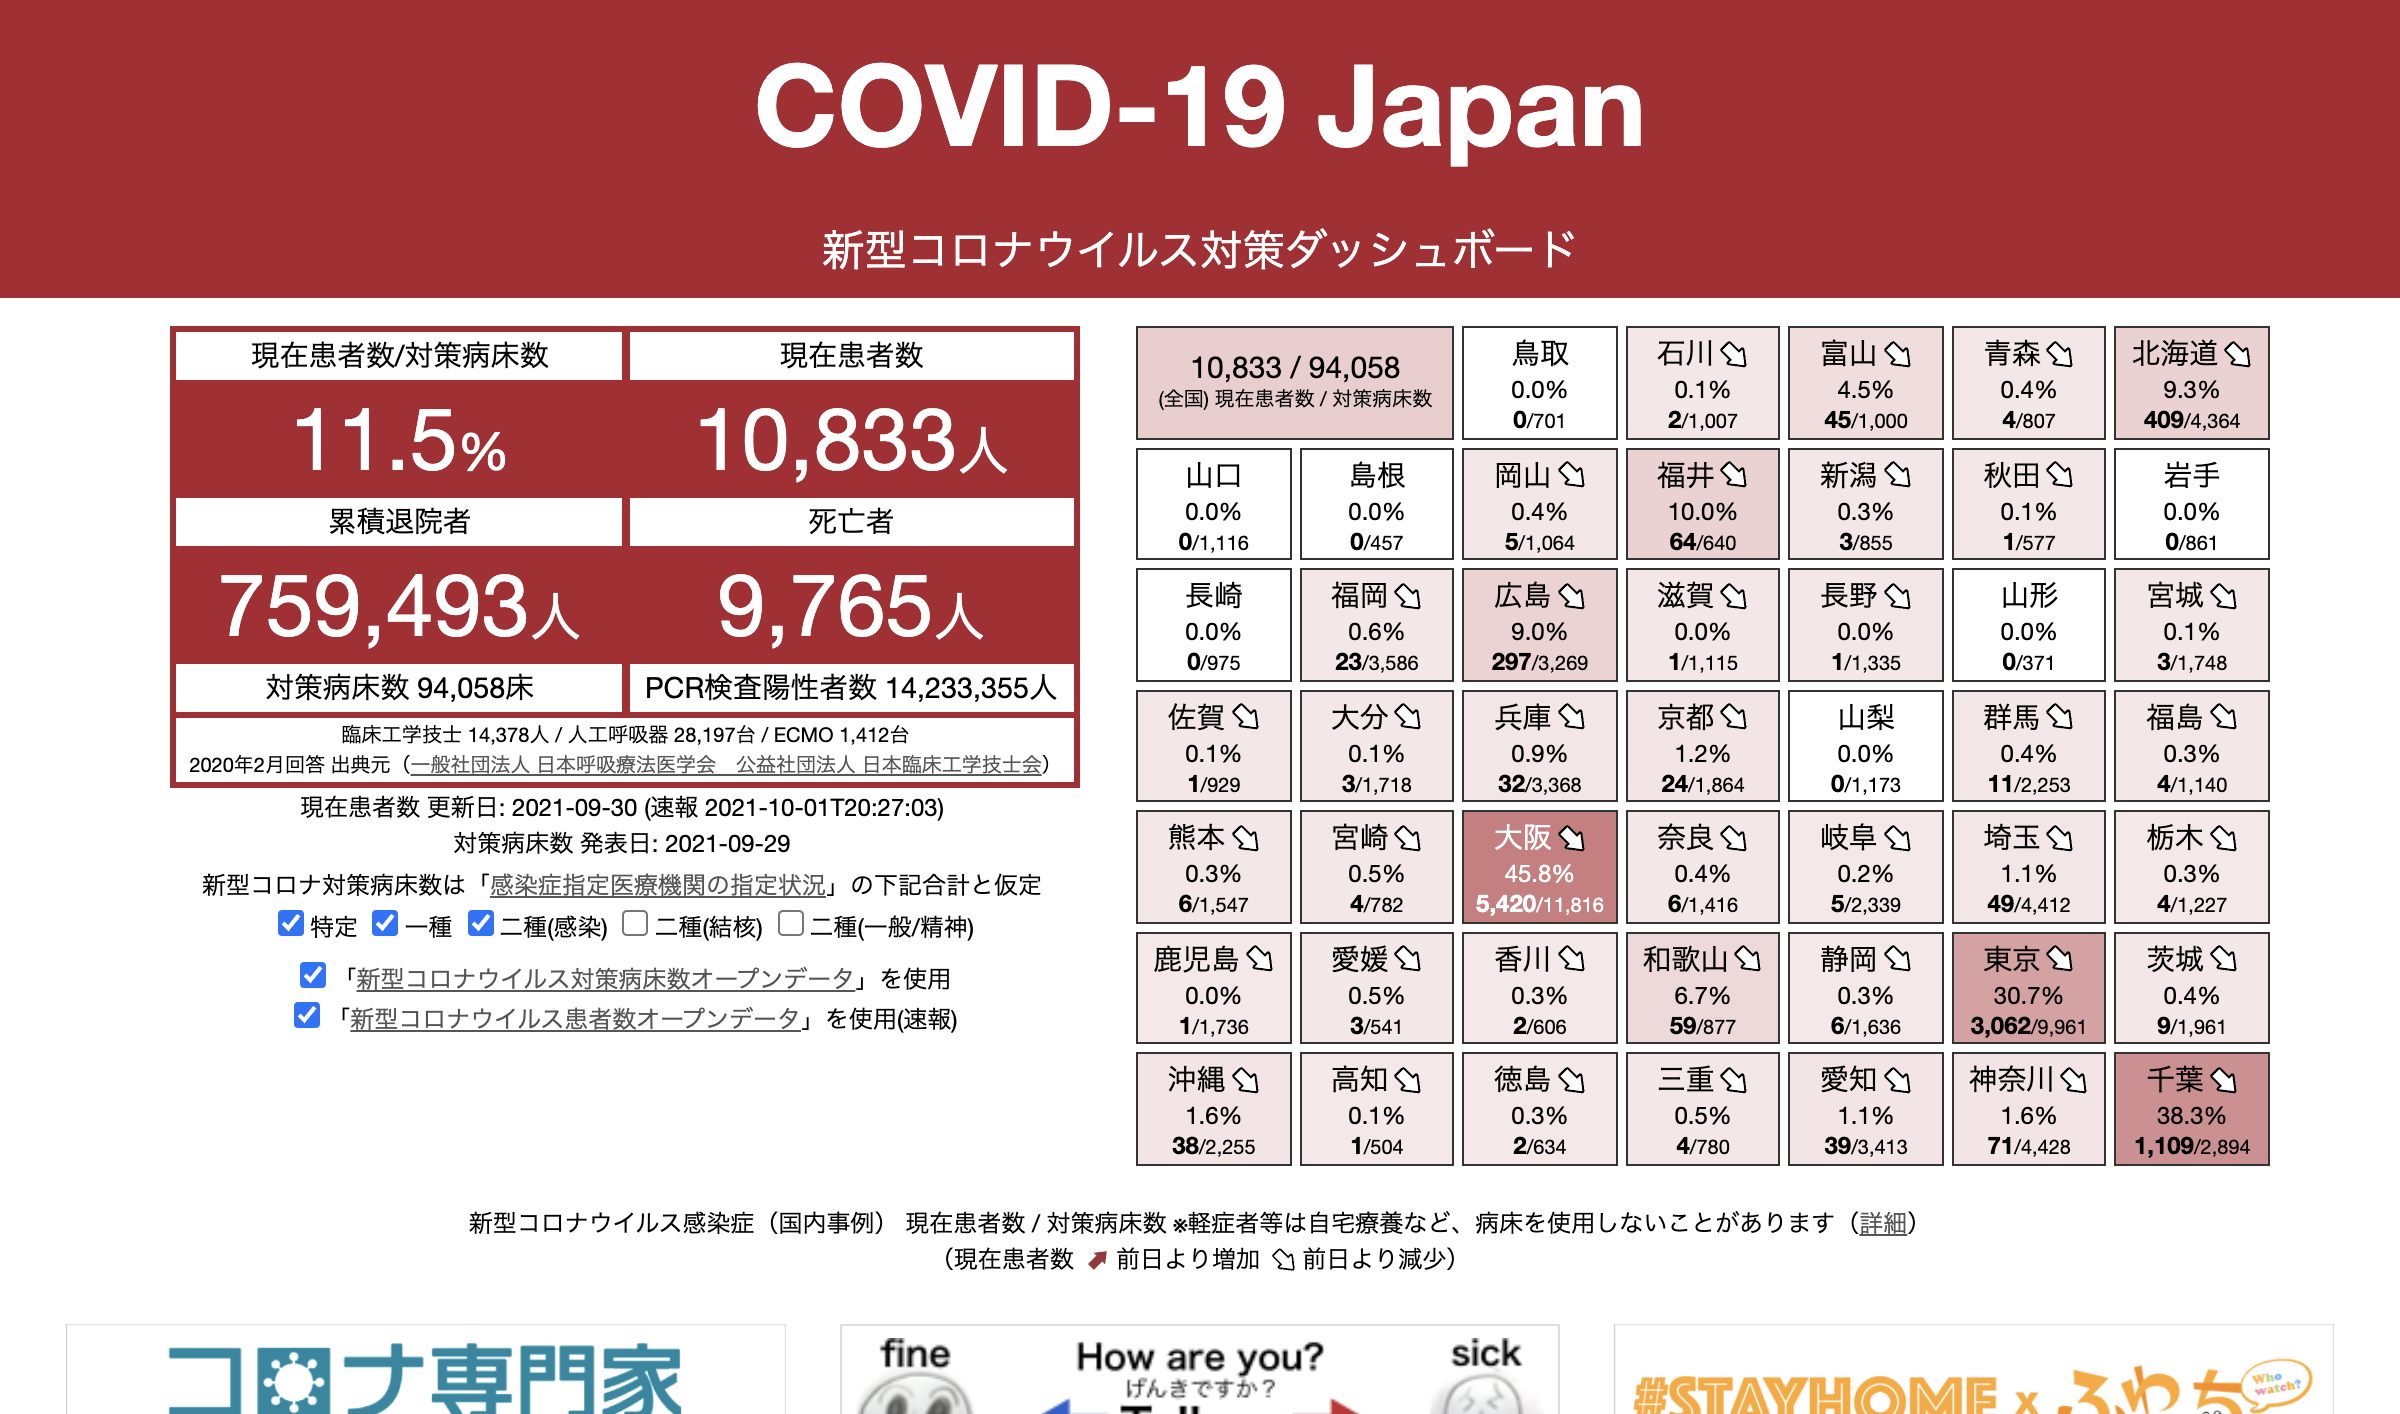 COVID-19 Japan
新型コロナウイルス対策ダッシュボード
現在患者数/対策病床数
現在患者数
11.5%
10,833人
累積退院者
死亡者
759,493人
9,765人
対策病床数 94,058床
PCR検査陽性者数 14,233,355人
臨床工学技士 14,378人 / 人工呼吸器 28,197台 / ECMO 1,412台
2020年2月回答 出典元（一般社団法人 日本呼吸療法医学会　公益社団法人 日本臨床工学技士会）
現在患者数 更新日: 2021-09-30 (速報 2021-10-01T20:27:03)
対策病床数 発表日: 2021-09-29
新型コロナ対策病床数は「感染症指定医療機関の指定状況」の下記合計と仮定
特定 一種 二種(感染) 二種(結核) 二種(一般/精神)
「新型コロナウイルス対策病床数オープンデータ」を使用
「新型コロナウイルス患者数オープンデータ」を使用(速報)
10,833 / 94,058
(全国) 現在患者数 / 対策病床数
鳥取
0.0%
0/701
石川
0.1%
2/1,007
富山
4.5%
45/1,000
青森
0.4%
4/807
北海道
9.3%
409/4,364
山口
0.0%
0/1,116
島根
0.0%
0/457
岡山
0.4%
5/1,064
福井
10.0%
64/640
新潟
0.3%
3/855
秋田
0.1%
1/577
岩手
0.0%
0/861
長崎
0.0%
0/975
福岡
0.6%
23/3,586
広島
9.0%
297/3,269
滋賀
0.0%
1/1,115
長野
0.0%
1/1,335
山形
0.0%
0/371
宮城
0.1%
3/1,748
佐賀
0.1%
1/929
大分
0.1%
3/1,718
兵庫
0.9%
32/3,368
京都
1.2%
24/1,864
山梨
0.0%
0/1,173
群馬
0.4%
11/2,253
福島
0.3%
4/1,140
熊本
0.3%
6/1,547
宮崎
0.5%
4/782
大阪
45.8%
5,420/11,816
奈良
0.4%
6/1,416
岐阜
0.2%
5/2,339
埼玉
1.1%
49/4,412
栃木
0.3%
4/1,227
鹿児島
0.0%
1/1,736
愛媛
0.5%
3/541
香川
0.3%
2/606
和歌山
6.7%
59/877
静岡
0.3%
6/1,636
東京
30.7%
3,062/9,961
茨城
0.4%
9/1,961
沖縄
1.6%
38/2,255
高知
0.1%
1/504
徳島
0.3%
2/634
三重
0.5%
4/780
愛知
1.1%
39/3,413
神奈川
1.6%
71/4,428
千葉
38.3%
1,109/2,894
新型コロナウイルス感染症（国内事例） 現在患者数 / 対策病床数 ※軽症者等は自宅療養など、病床を使用しないことがあります（詳細）
（現在患者数 前日より増加 前日より減少）
コロナ専門家
fine
How are you?
sick
げんきですか？
#STAYHOME x ふわち
Who watch?